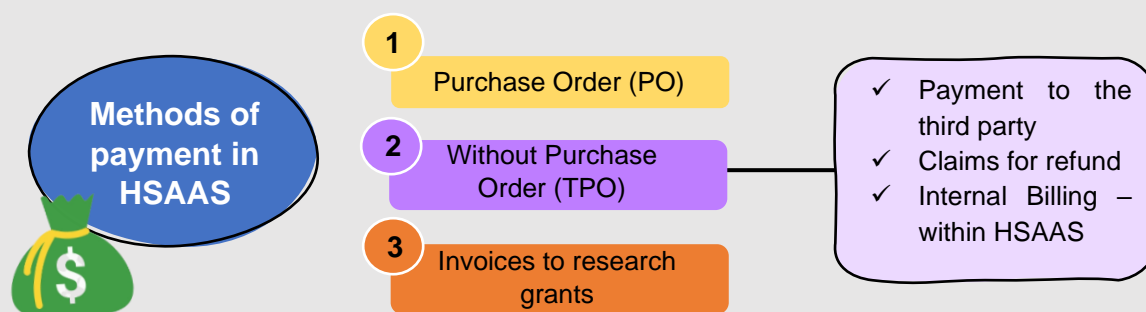 Methods of
payment in
HSAAS
$
1
Purchase Order (PO)
2
Without Purchase
Order (TPO)
3
Invoices to research
grants
✓ Payment to the
third party
✓ Claims for refund
✓ Internal Billing –
within HSAAS